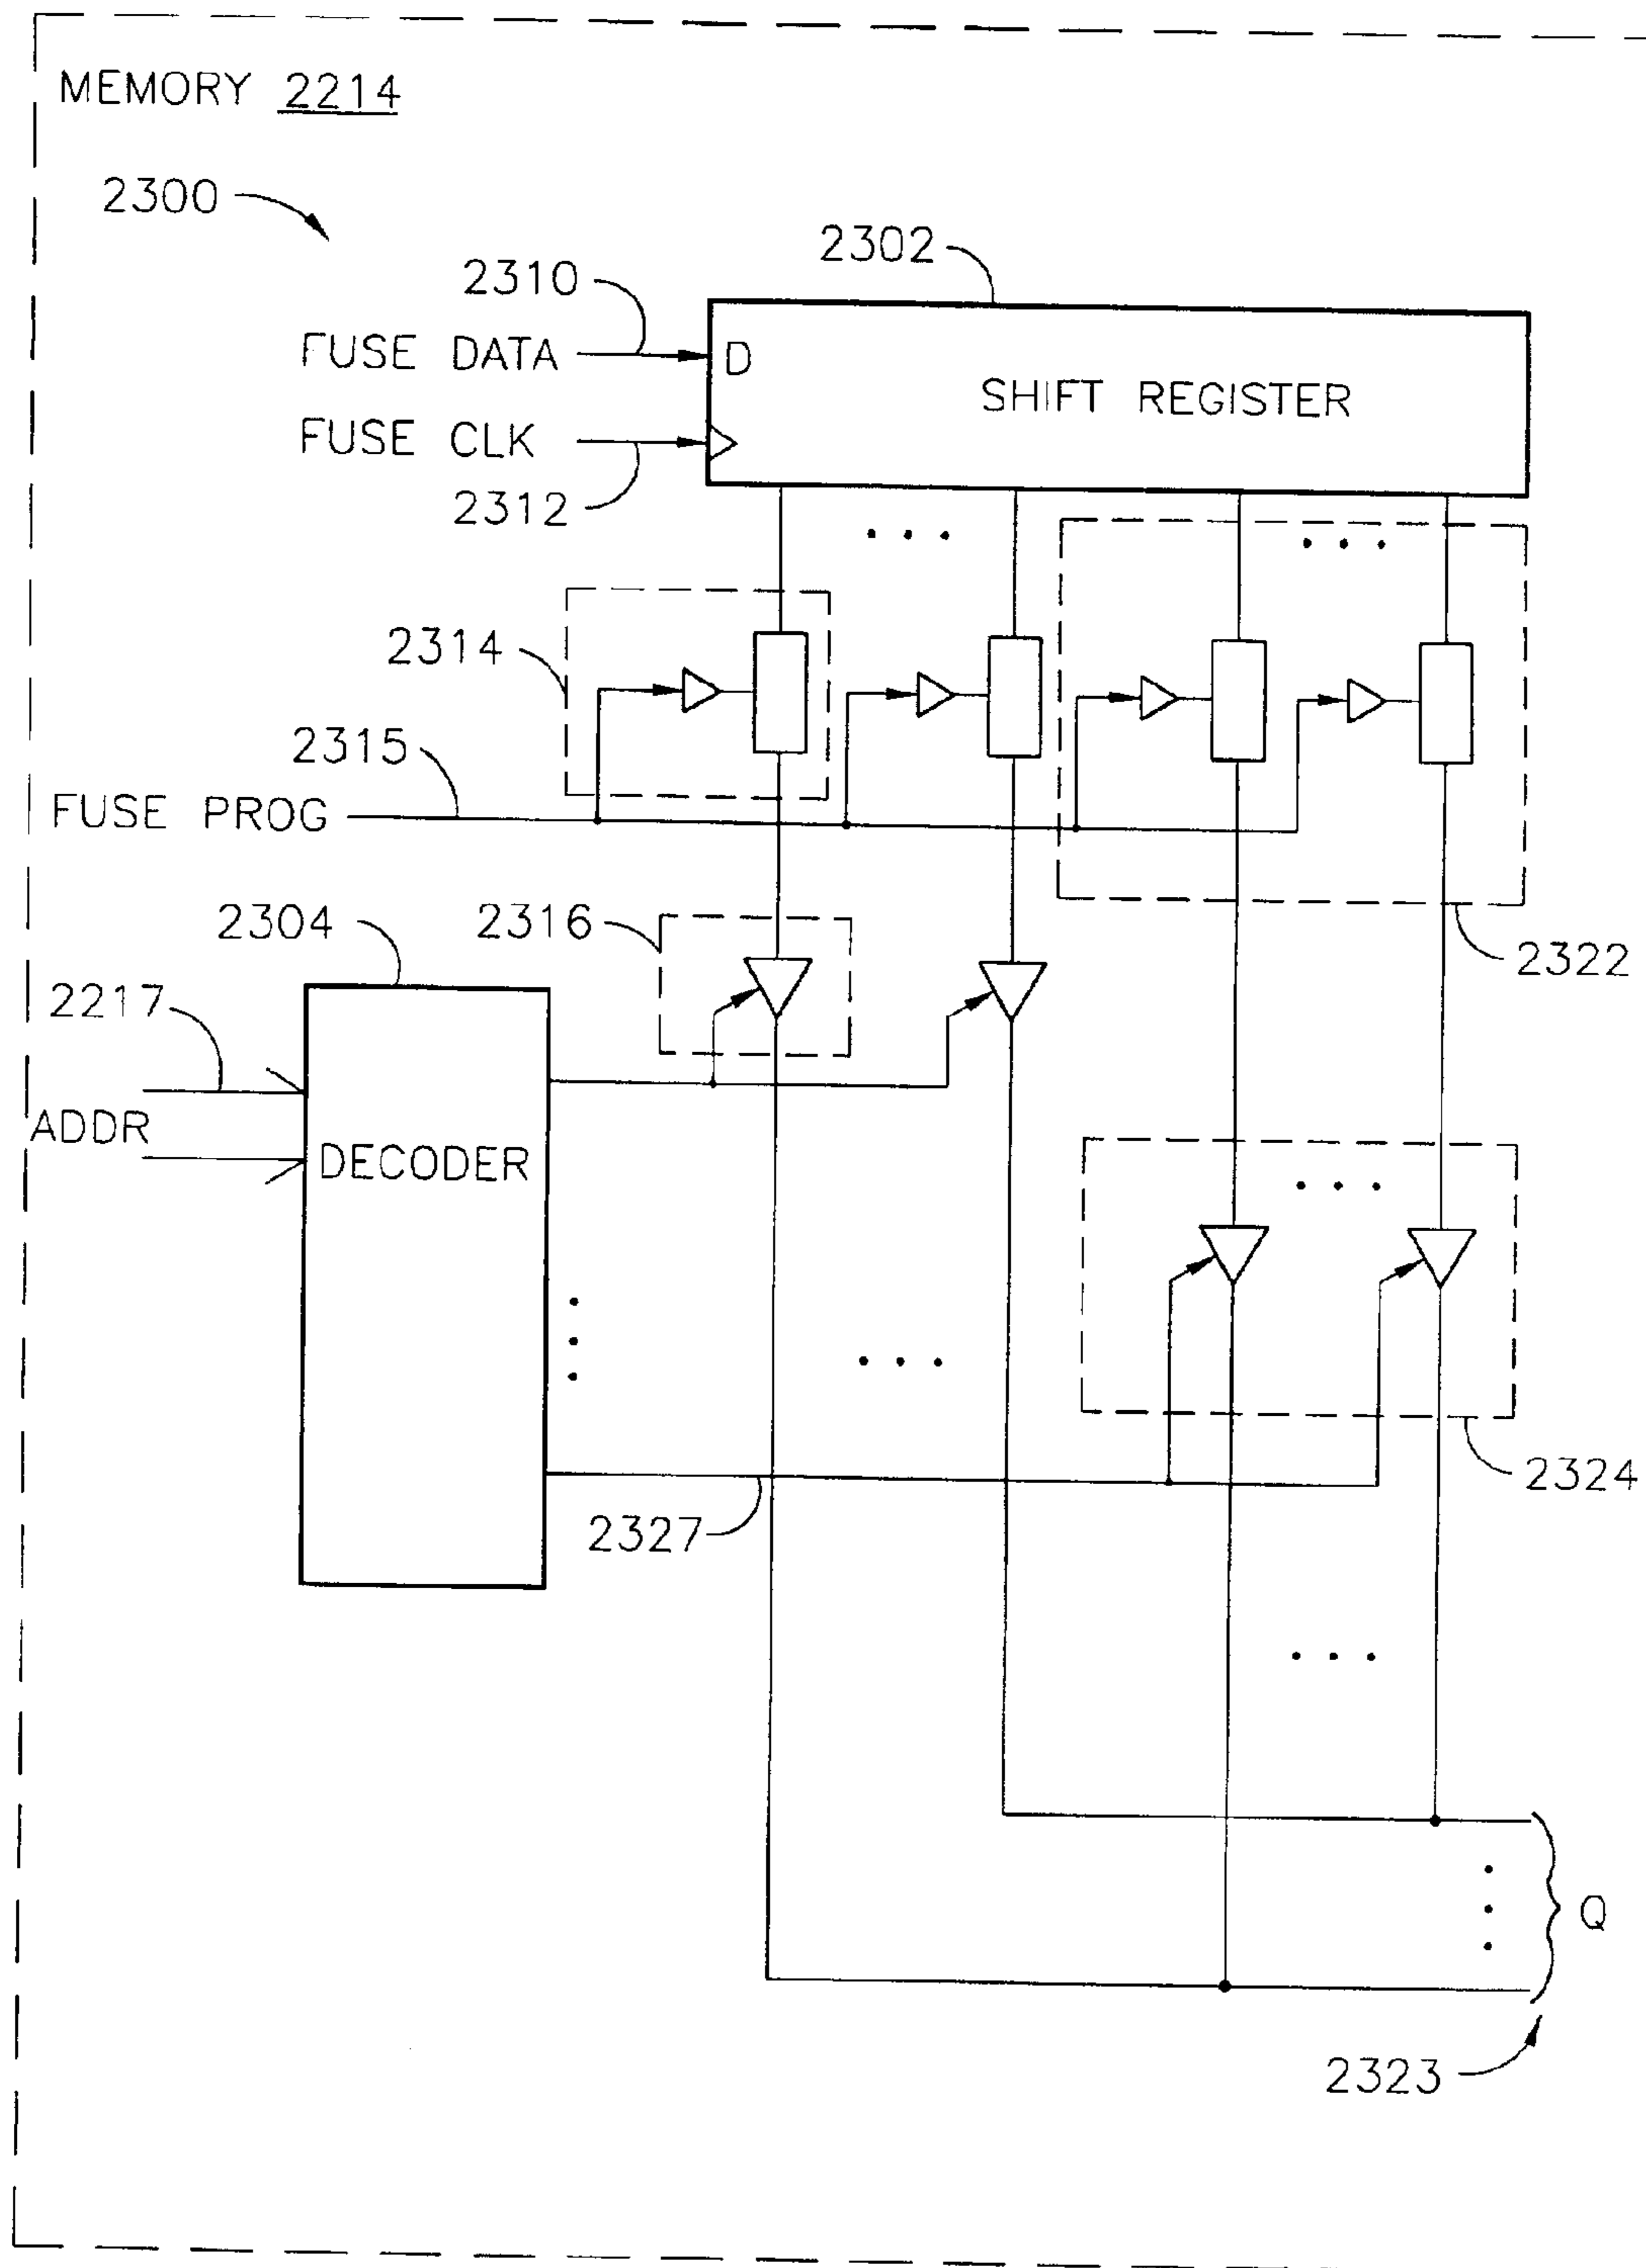 MEMORY 2214
2300
2302
2310
FUSE DATA
D
SHIFT REGISTER
FUSE CLK
2312
2314
2315
FUSE PROG
2304
2316
2322
2217
ADDR
DECODER
2324
2327
Q
2323